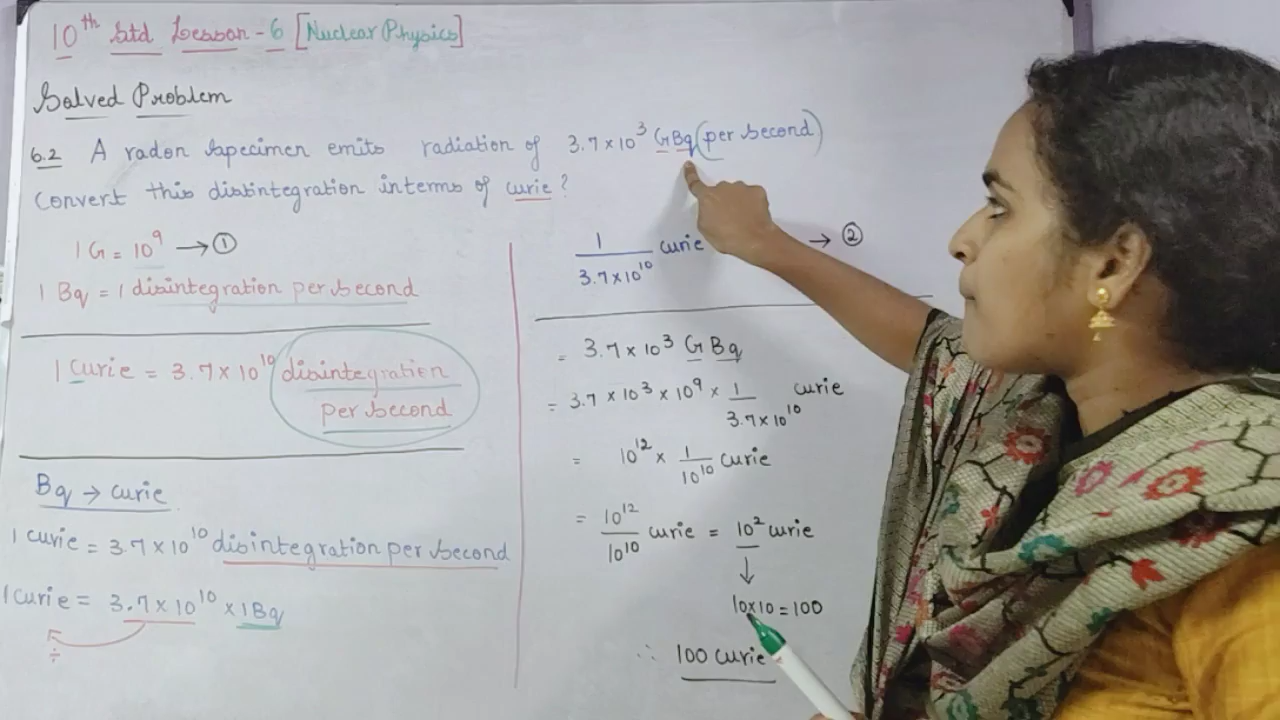 10th Std Lesson - 6 [Nuclear Physics]
Solved Problem
6.2 A radon specimen emits radiation of 3.7 × 10³ GBq (per second)
Convert this disintegration interms of curie?
1 G = 10⁹ → ①
1 Bq = 1 disintegration per second
1 curie = 3.7 × 10¹⁰ disintegration
per second
Bq → curie
1 curie = 3.7 × 10¹⁰ disintegration per second
1 curie = 3.7 × 10¹⁰ × 1Bq
÷
1/3.7×10¹⁰ curie → ②
= 3.7 × 10³ G Bq
= 3.7 × 10³ × 10⁹ × 1/3.7×10¹⁰ curie
= 10¹² × 1/10¹⁰ curie
= 10¹²/10¹⁰ curie = 10² curie
↓
10×10 = 100
∴ 100 curie